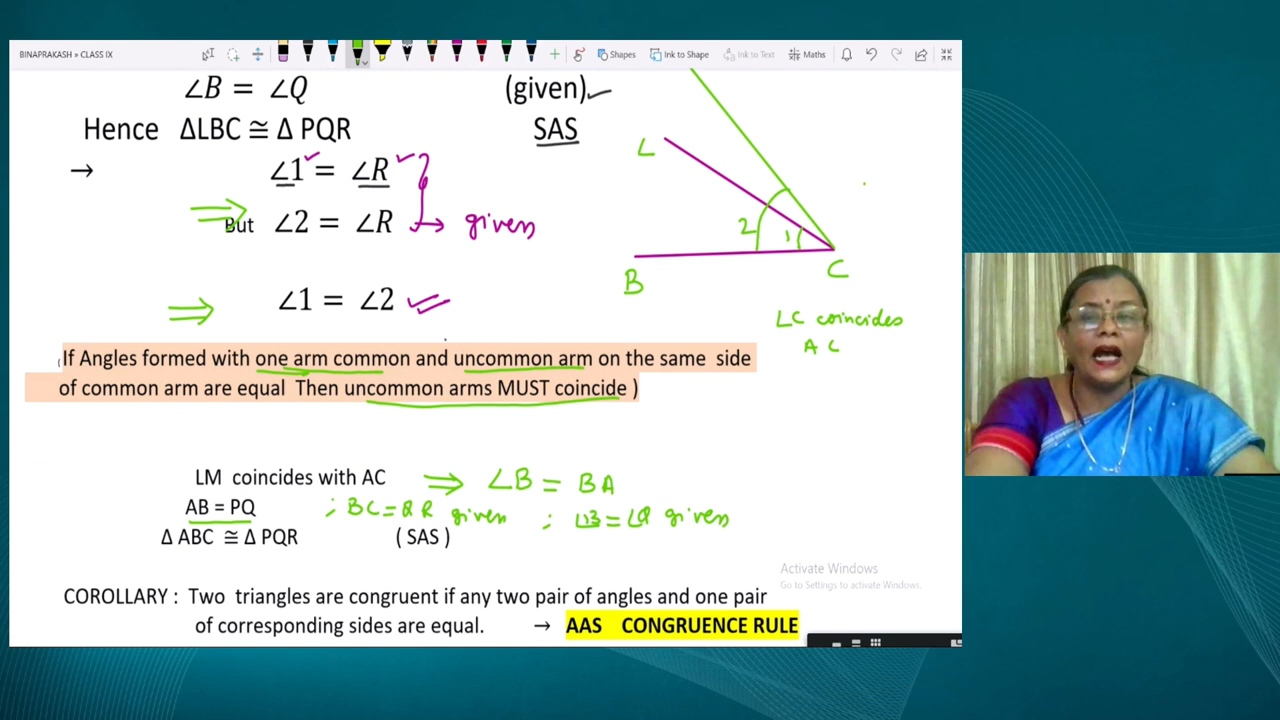 BINAPRAKASH » CLASS IX
Shapes Ink to Shape Ink to Text Maths
∠B = ∠Q (given)
Hence ΔLBC ≅ Δ PQR SAS
→ ∠1 = ∠R
But ∠2 = ∠R → given
∠1 = ∠2
L
2
1
B
C
LC coincides
A C
(If Angles formed with one arm common and uncommon arm on the same side
of common arm are equal Then uncommon arms MUST coincide )
LM coincides with AC ⇒ ∠B = BA
AB = PQ ; BC = QR given ; ∠B = ∠Q given
Δ ABC ≅ Δ PQR ( SAS )
Activate Windows
Go to Settings to activate Windows.
COROLLARY : Two triangles are congruent if any two pair of angles and one pair
of corresponding sides are equal. → AAS CONGRUENCE RULE